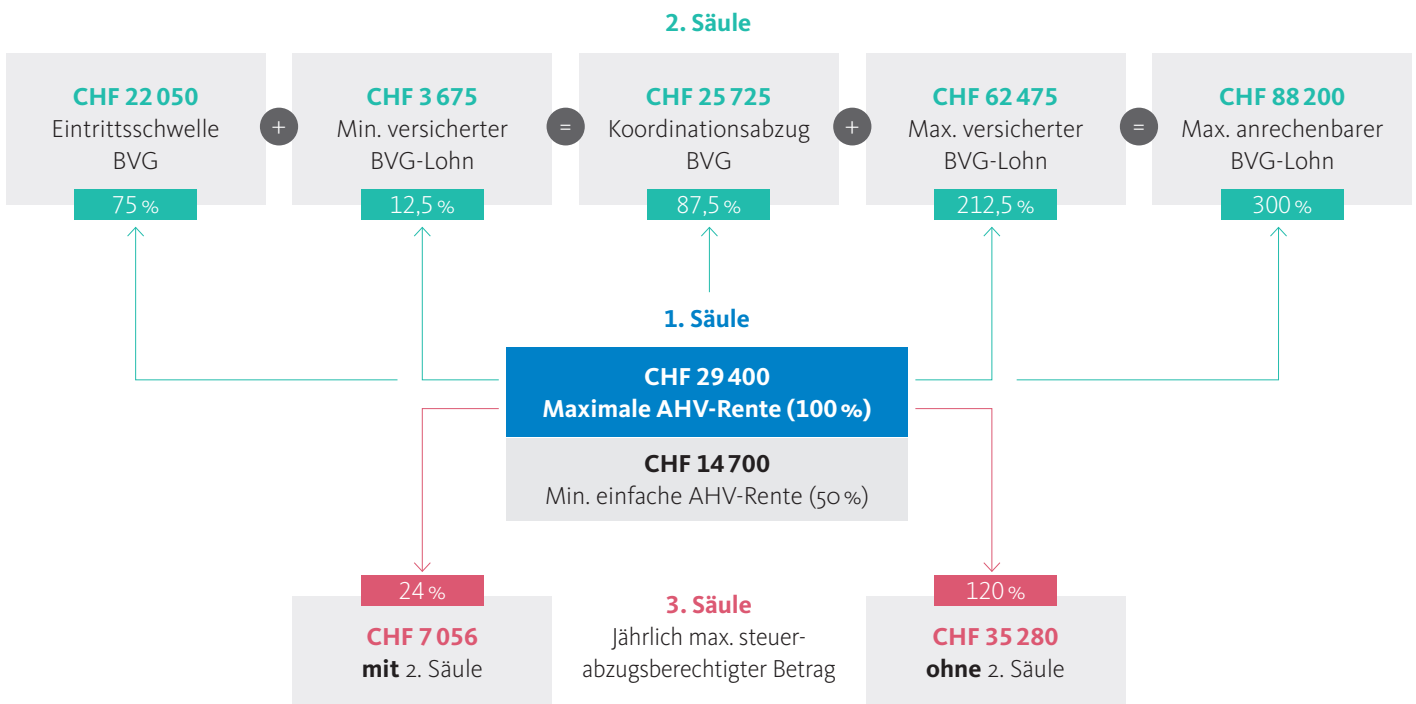 2. Säule
CHF 22 050
Eintrittsschwelle
BVG
75 %
+
CHF 3 675
Min. versicherter
BVG-Lohn
12,5 %
=
CHF 25 725
Koordinationsabzug
BVG
87,5 %
+
CHF 62 475
Max. versicherter
BVG-Lohn
212,5 %
=
CHF 88 200
Max. anrechenbarer
BVG-Lohn
300 %
1. Säule
CHF 29 400
Maximale AHV-Rente (100 %)
CHF 14 700
Min. einfache AHV-Rente (50 %)
24 %
CHF 7 056
mit 2. Säule
3. Säule
Jährlich max. steuer-
abzugsberechtigter Betrag
120 %
CHF 35 280
ohne 2. Säule